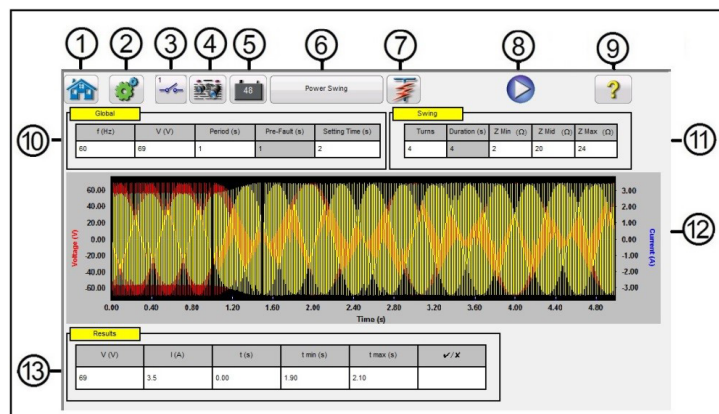 1 2 3 4 5 6 7 8 9
1 48 Power Swing ?
Global
f (Hz) V (V) Period (s) Pre-Fault (s) Setting Time (s)
60 69 1 1 2
10
Swing
Turns Duration (s) Z Min (Ω) Z Mid (Ω) Z Max (Ω)
4 4 2 20 24
11
Voltage (V)
60.00
40.00
20.00
0.00
-20.00
-40.00
-60.00
3.00
2.00
1.00
0.00
-1.00
-2.00
-3.00
Current (A)
12
0.00 0.40 0.80 1.20 1.60 2.00 2.40 2.80 3.20 3.60 4.00 4.40 4.80
Time (s)
Results
V (V) I (A) t (s) t min (s) t max (s) ✔/✘
69 3.5 0.00 1.90 2.10
13